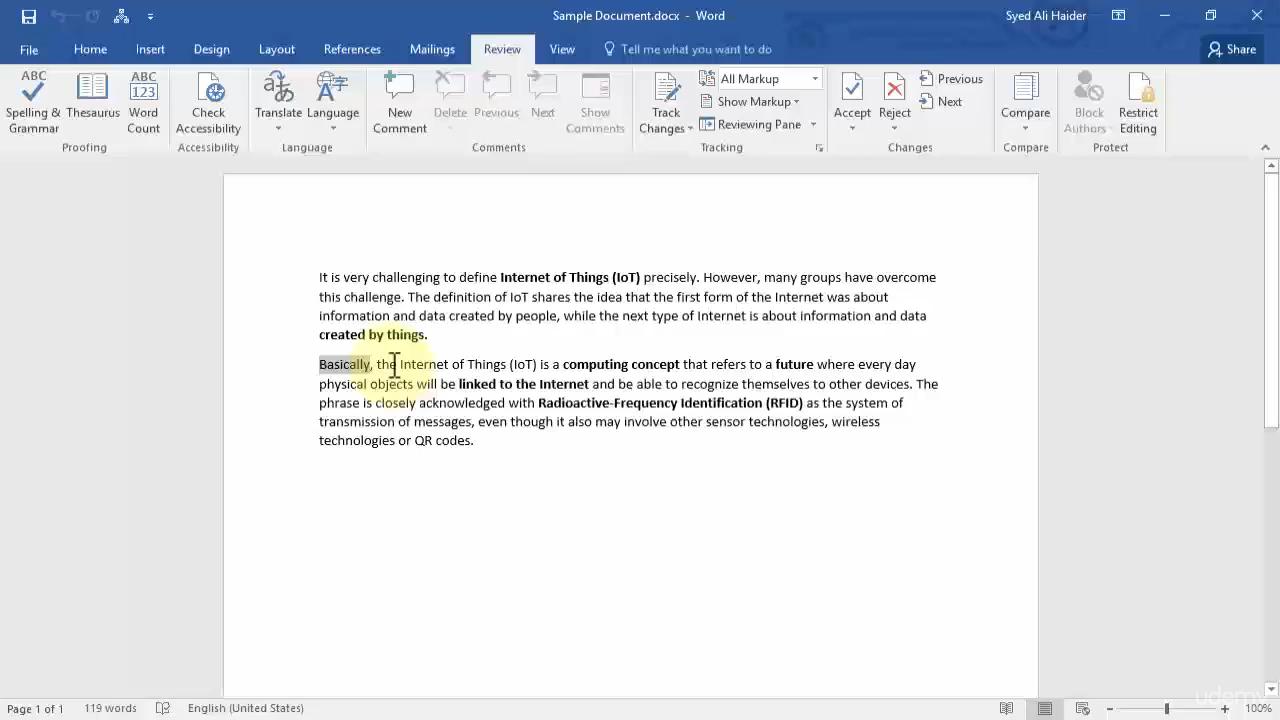 Sample Document.docx - Word
Syed Ali Haider
File Home Insert Design Layout References Mailings Review View Tell me what you want to do Share
ABC
ABC
123
Spelling & Grammar
Thesaurus
Word Count
Check Accessibility
Translate
Language
New Comment
Delete
Previous
Next
Show Comments
Track Changes
All Markup
Show Markup
Reviewing Pane
Accept
Reject
Previous
Next
Compare
Block Authors
Restrict Editing
Proofing Accessibility Language Comments Tracking Changes Compare Protect
It is very challenging to define Internet of Things (IoT) precisely. However, many groups have overcome
this challenge. The definition of IoT shares the idea that the first form of the Internet was about
information and data created by people, while the next type of Internet is about information and data
created by things.
Basically, the Internet of Things (IoT) is a computing concept that refers to a future where every day
physical objects will be linked to the Internet and be able to recognize themselves to other devices. The
phrase is closely acknowledged with Radioactive-Frequency Identification (RFID) as the system of
transmission of messages, even though it also may involve other sensor technologies, wireless
technologies or QR codes.
udemy
Page 1 of 1 119 words English (United States) 100%